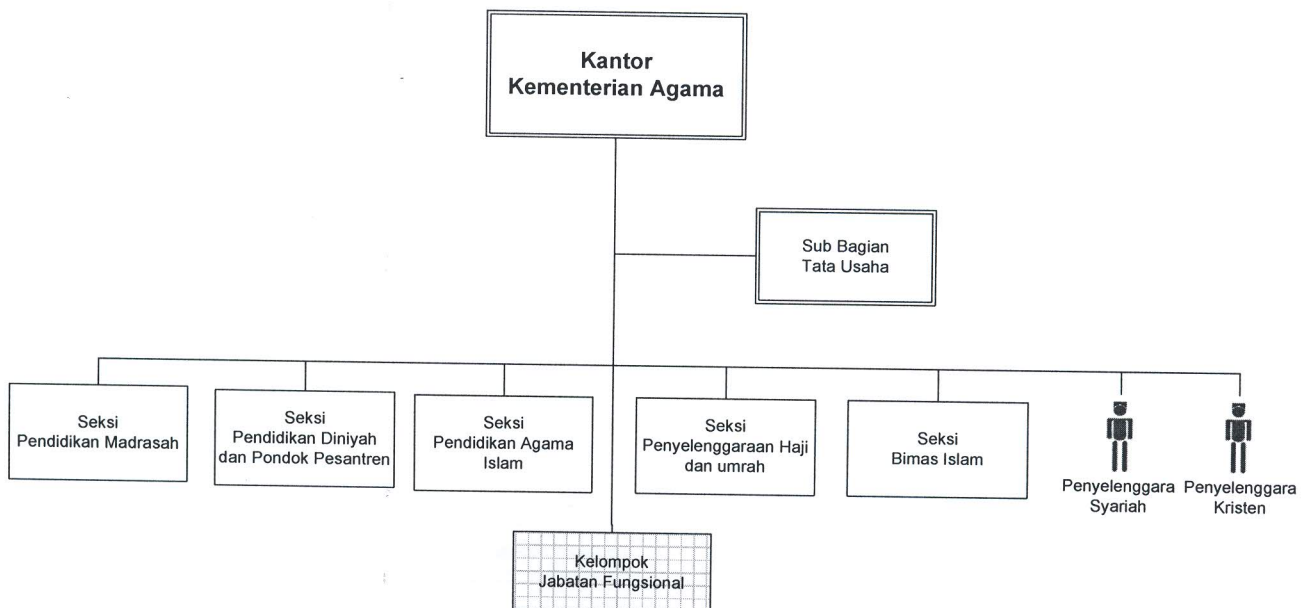 Kantor
Kementerian Agama
Sub Bagian
Tata Usaha
Seksi
Pendidikan Madrasah
Seksi
Pendidikan Diniyah
dan Pondok Pesantren
Seksi
Pendidikan Agama
Islam
Seksi
Penyelenggaraan Haji
dan umrah
Seksi
Bimas Islam
Penyelenggara
Syariah
Penyelenggara
Kristen
Kelompok
Jabatan Fungsional